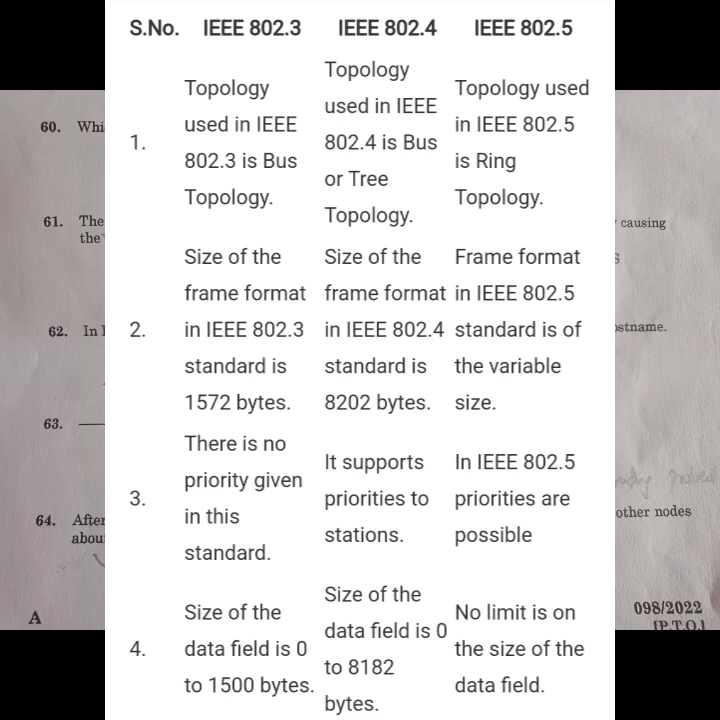 S.No. IEEE 802.3 IEEE 802.4 IEEE 802.5
1.
Topology
used in IEEE
802.3 is Bus
Topology.
Topology
used in IEEE
802.4 is Bus
or Tree
Topology.
Topology used
in IEEE 802.5
is Ring
Topology.
2.
Size of the
frame format
in IEEE 802.3
standard is
1572 bytes.
Size of the
frame format
in IEEE 802.4
standard is
8202 bytes.
Frame format
in IEEE 802.5
standard is of
the variable
size.
3.
There is no
priority given
in this
standard.
It supports
priorities to
stations.
In IEEE 802.5
priorities are
possible
4.
Size of the
data field is 0
to 1500 bytes.
Size of the
data field is 0
to 8182
bytes.
No limit is on
the size of the
data field.
60. Whi
61. The
the
causing
62. In
stname.
63.
64. After
abou
other nodes
A
098/2022
[P.T.O.]